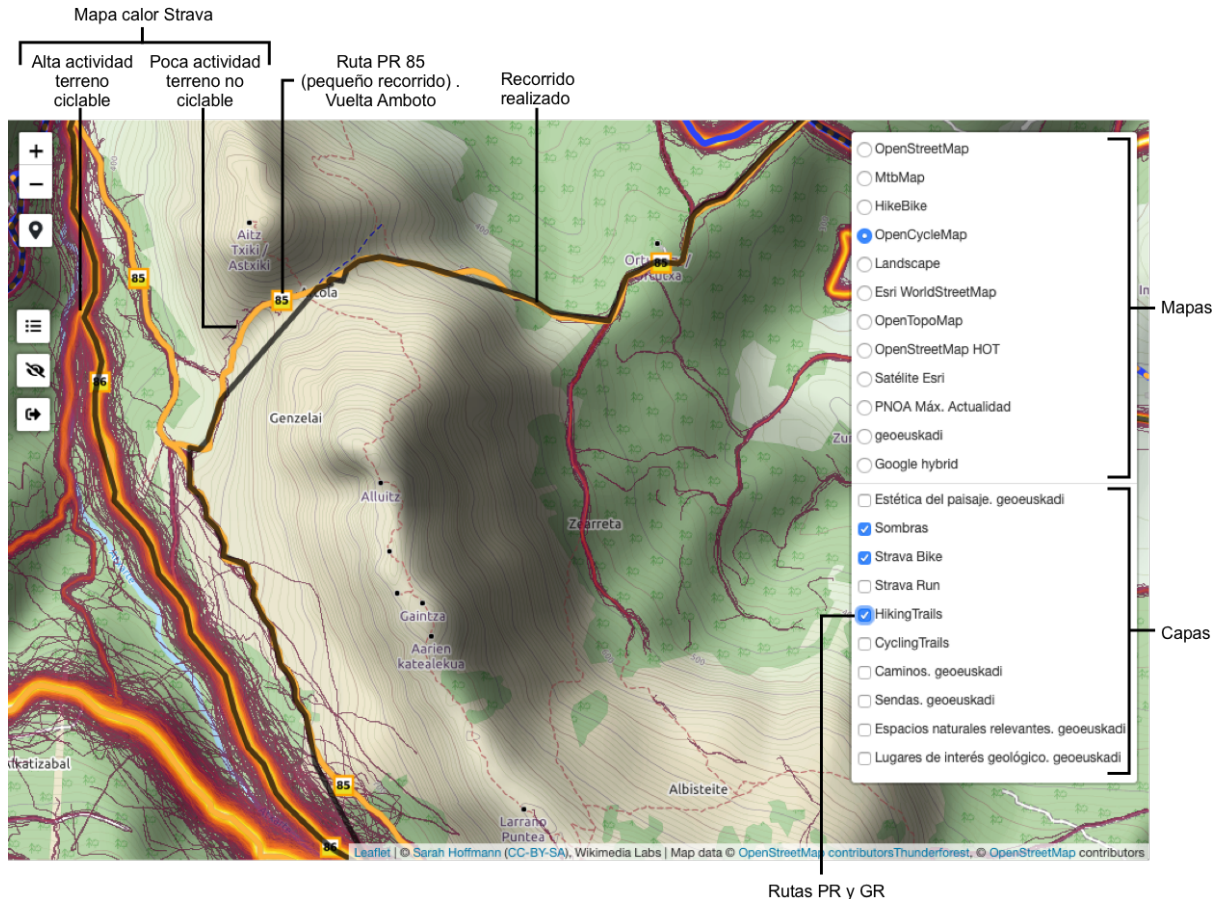 Mapa calor Strava
Alta actividad
terreno
ciclable
Poca actividad
terreno no
ciclable
Ruta PR 85
(pequeño recorrido) .
Vuelta Amboto
Recorrido
realizado
+
−
Aitz
Txiki /
Astxiki
85
85
85
86
Genzelai
Alluitz
Zearreta
Gaintza
Aarien
katealekua
85
Albisteite
Larrano
Puntea
86
400
500
OpenStreetMap
MtbMap
HikeBike
OpenCycleMap
Landscape
Esri WorldStreetMap
OpenTopoMap
OpenStreetMap HOT
Satélite Esri
PNOA Máx. Actualidad
geoeuskadi
Google hybrid
Mapas
Estética del paisaje. geoeuskadi
Sombras
Strava Bike
Strava Run
HikingTrails
CyclingTrails
Caminos. geoeuskadi
Sendas. geoeuskadi
Espacios naturales relevantes. geoeuskadi
Lugares de interés geológico. geoeuskadi
Capas
Leaflet | © Sarah Hoffmann (CC-BY-SA), Wikimedia Labs | Map data © OpenStreetMap contributorsThunderforest, © OpenStreetMap contributors
Rutas PR y GR